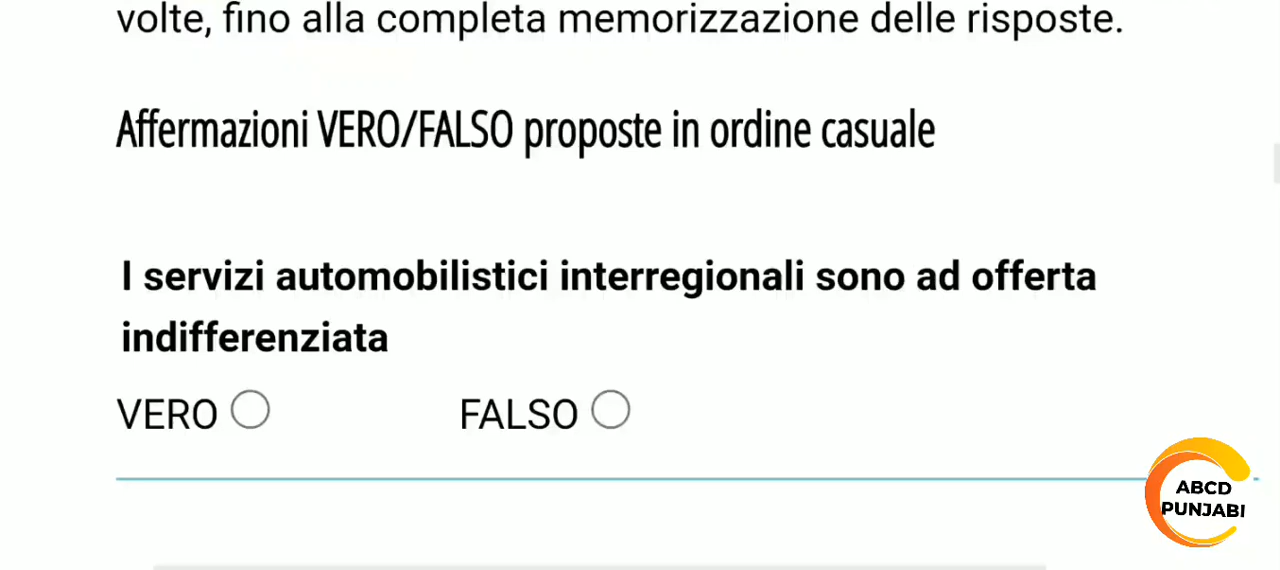 volte, fino alla completa memorizzazione delle risposte.
Affermazioni VERO/FALSO proposte in ordine casuale
I servizi automobilistici interregionali sono ad offerta
indifferenziata
VERO FALSO
ABCD
PUNJABI